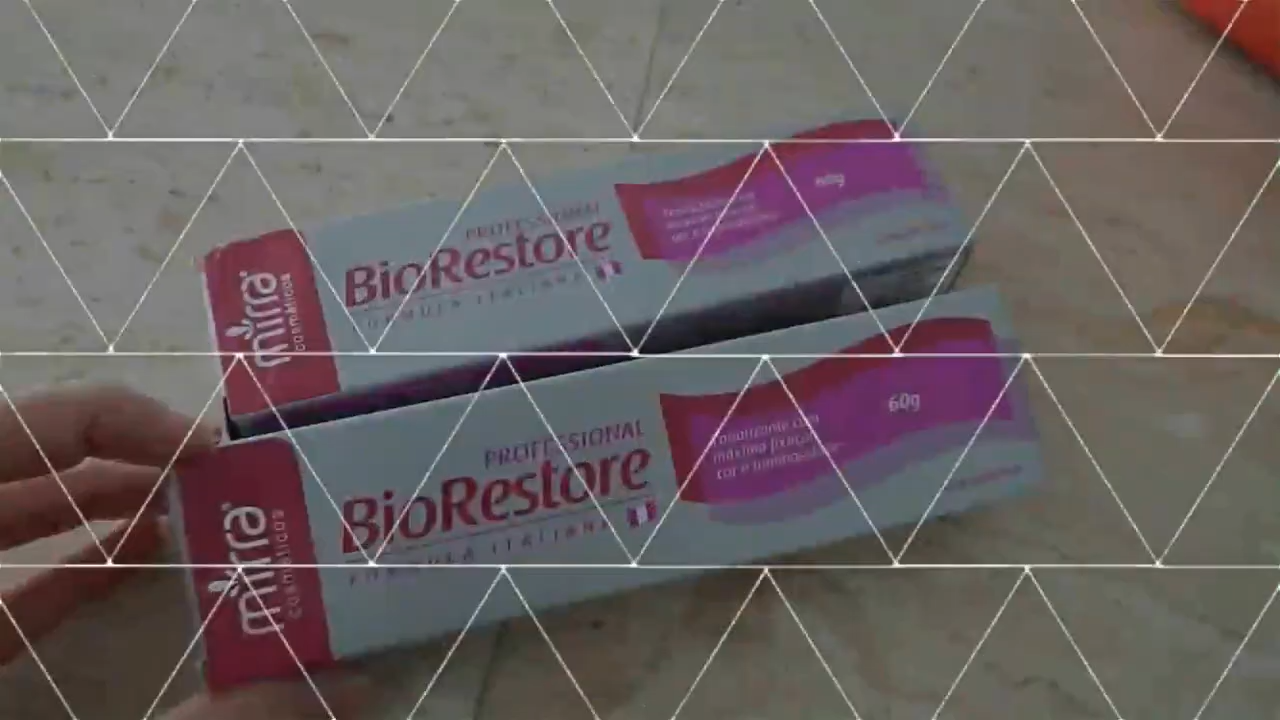 PROFESSIONAL
BioRestore
FORMULA ITALIANA
60g
mirra
cosméticos
PROFESSIONAL
BioRestore
FORMULA ITALIANA
60g
Tonalizante com
máxima fixação
cor e luminosidade
mirra
cosméticos